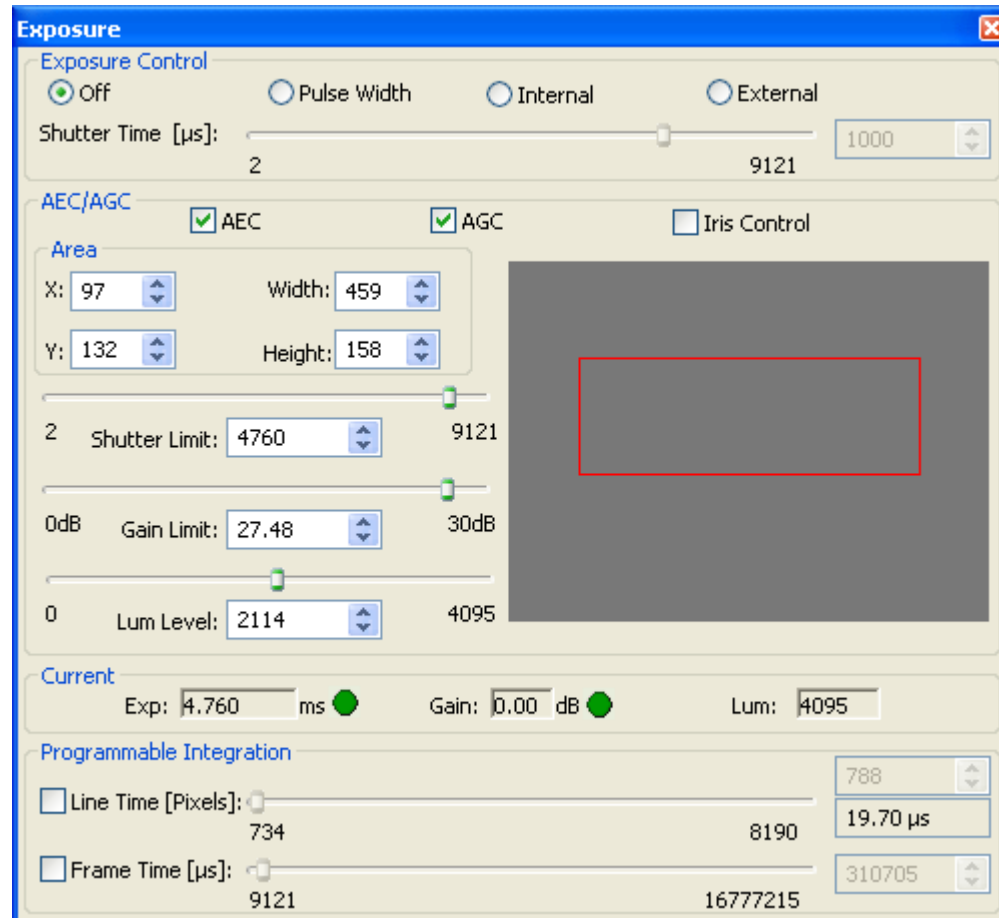 Exposure
Exposure Control
Off Pulse Width Internal External
Shutter Time [µs]: 1000
2 9121
AEC/AGC
AEC AGC Iris Control
Area
X: 97 Width: 459
Y: 132 Height: 158
2 Shutter Limit: 4760 9121
0dB Gain Limit: 27.48 30dB
0 Lum Level: 2114 4095
Current
Exp: 4.760 ms Gain: 0.00 dB Lum: 4095
Programmable Integration
788
Line Time [Pixels]:
734 8190 19.70 µs
Frame Time [µs]: 310705
9121 16777215